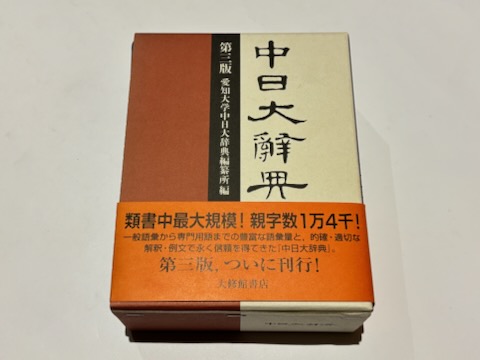 中日大辭典
第三版 愛知大学中日大辞典編纂所編
類書中最大規模！親字数1万4千！
一般語彙から専門用語までの豊富な語彙量と、的確・適切な
解釈・例文で永く信頼を得てきた『中日大辞典』。
第三版、ついに刊行！
大修館書店